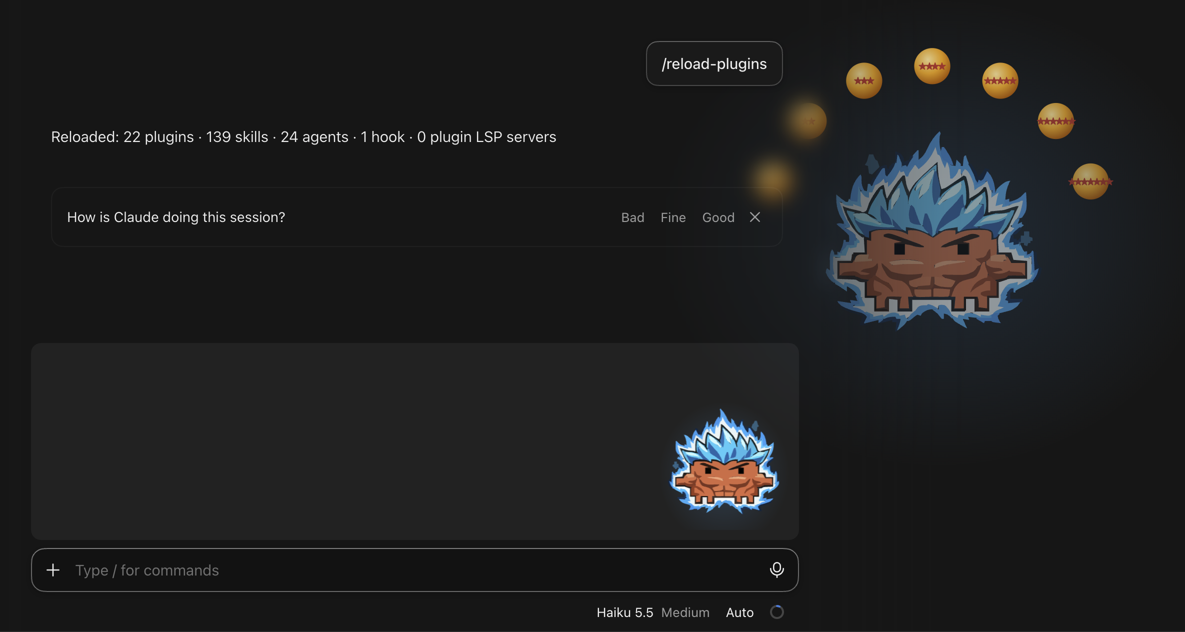 /reload-plugins
Reloaded: 22 plugins · 139 skills · 24 agents · 1 hook · 0 plugin LSP servers
How is Claude doing this session? Bad Fine Good
Type / for commands
Haiku 5.5 Medium Auto